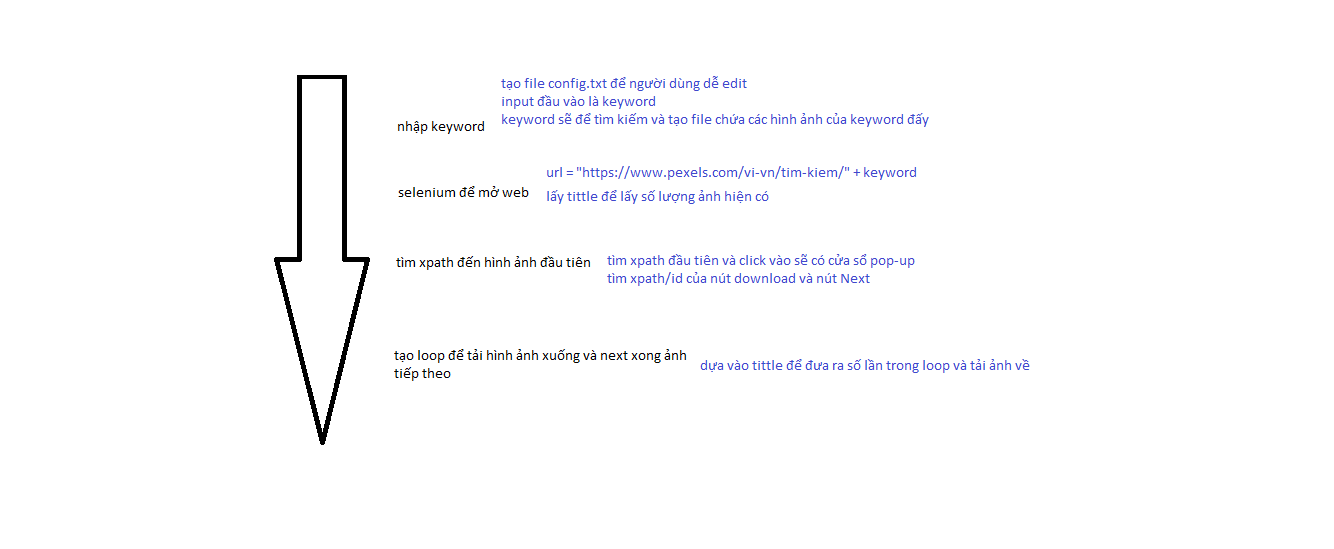 tạo file config.txt để người dùng dễ edit
input đầu vào là keyword
keyword sẽ để tìm kiếm và tạo file chứa các hình ảnh của keyword đấy
nhập keyword
url = "https://www.pexels.com/vi-vn/tim-kiem/" + keyword
selenium để mở web
lấy tittle để lấy số lượng ảnh hiện có
tìm xpath đến hình ảnh đầu tiên
tìm xpath đầu tiên và click vào sẽ có cửa sổ pop-up
tìm xpath/id của nút download và nút Next
tạo loop để tải hình ảnh xuống và next xong ảnh
tiếp theo
dựa vào tittle để đưa ra số lần trong loop và tải ảnh về